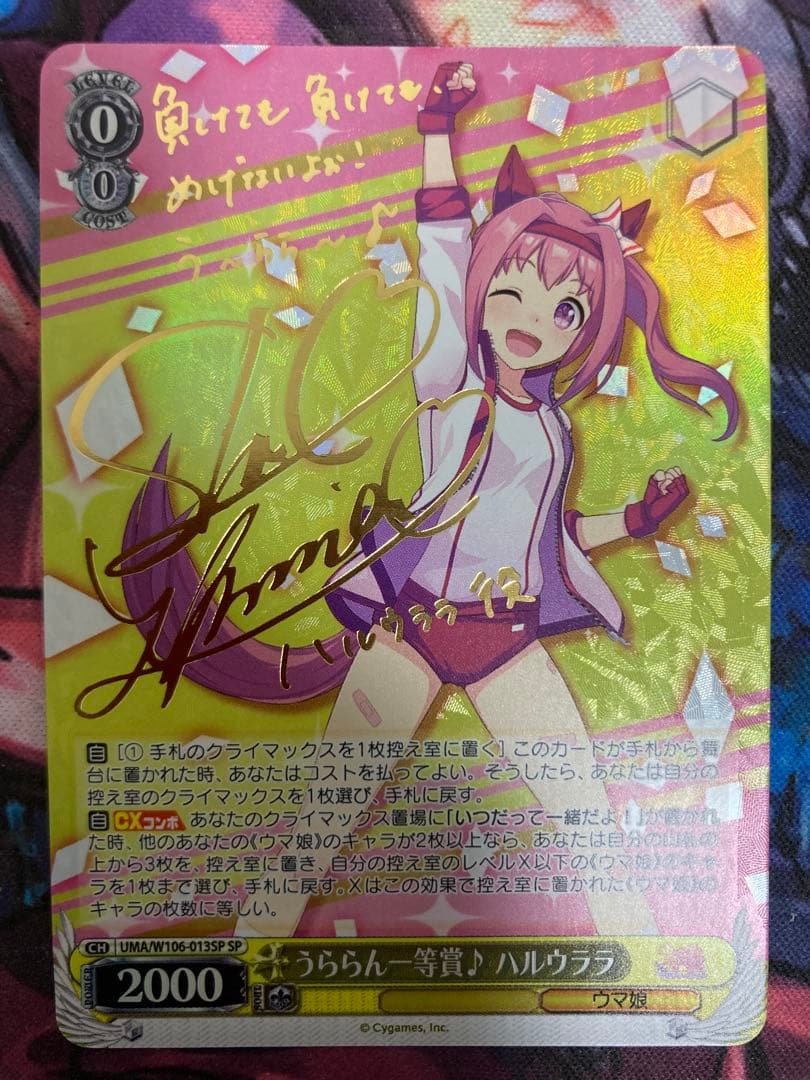 LEVEL
0
0
COST
負けても 負けても、
めげないよぉ!
う〜らら〜♪
ハルウララ役
自 [① 手札のクライマックスを1枚控え室に置く] このカードが手札から舞
台に置かれた時、あなたはコストを払ってよい。そうしたら、あなたは自分の
控え室のクライマックスを1枚選び、手札に戻す。
自 CXコンボ あなたのクライマックス置場に「いつだって一緒だよ!」が置かれ
た時、他のあなたの《ウマ娘》のキャラが2枚以上なら、あなたは自分の山札の
上から3枚を、控え室に置き、自分の控え室のレベルX以下の《ウマ娘》のキャ
ラを1枚まで選び、手札に戻す。Xはこの効果で控え室に置かれた《ウマ娘》の
キャラの枚数に等しい。
CH UMA/W106-013SP SP
うららん一等賞♪ ハルウララ
POWER 2000 SOUL ウマ娘
© Cygames, Inc.